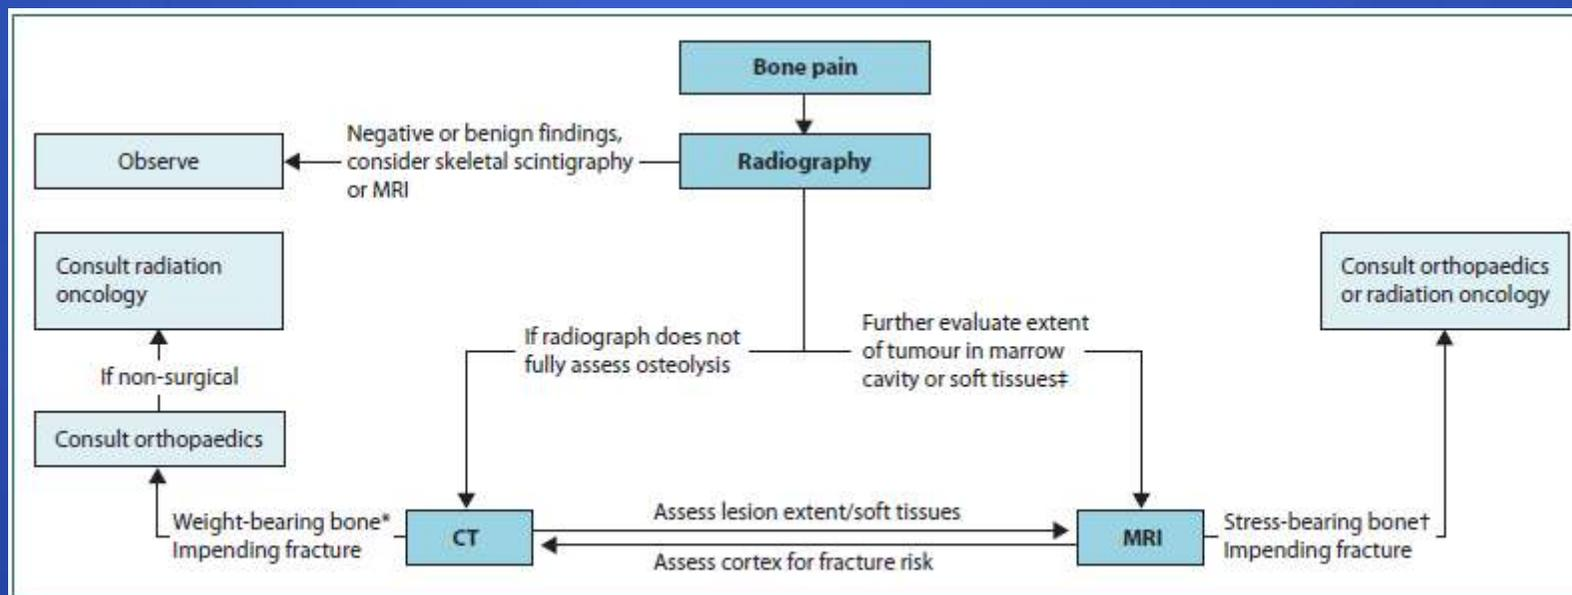 Bone pain
Negative or benign findings,
consider skeletal scintigraphy
or MRI
Observe
Radiography
Consult radiation
oncology
Consult orthopaedics
or radiation oncology
If radiograph does not
fully assess osteolysis
Further evaluate extent
of tumour in marrow
cavity or soft tissues‡
If non-surgical
Consult orthopaedics
Weight-bearing bone*
Impending fracture
CT
Assess lesion extent/soft tissues
Assess cortex for fracture risk
MRI
Stress-bearing bone†
Impending fracture